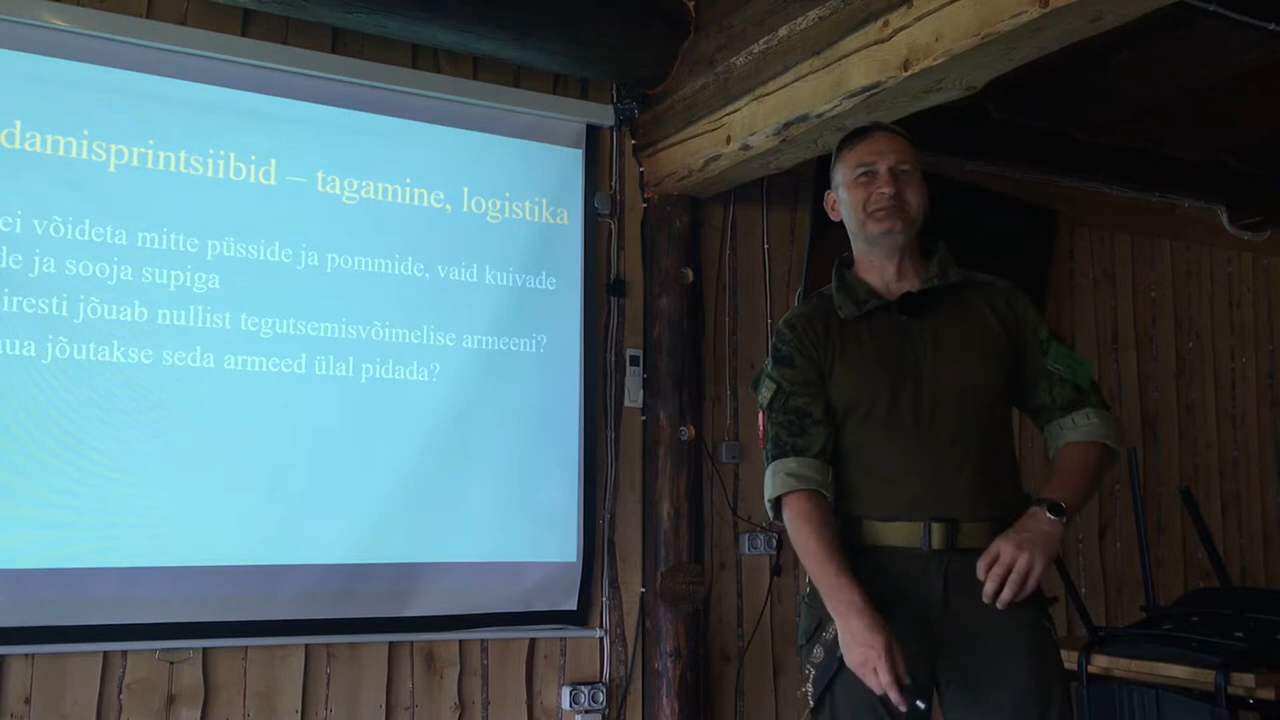 damisprintsiibid – tagamine, logistika
ei võideta mitte püsside ja pommide, vaid kuivade
de ja sooja supiga
iresti jõuab nullist tegutsemisvõimelise armeeni?
ua jõutakse seda armeed ülal pidada?